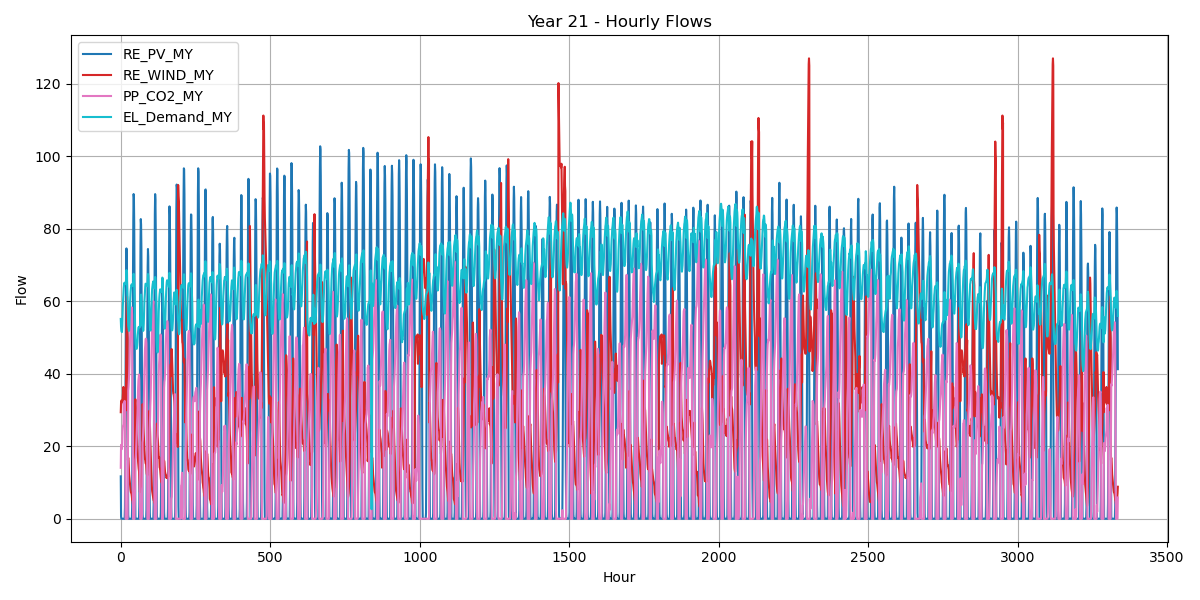 Year 21 - Hourly Flows
RE_PV_MY
RE_WIND_MY
PP_CO2_MY
EL_Demand_MY
Flow
120
100
80
60
40
20
0
0 500 1000 1500 2000 2500 3000 3500
Hour